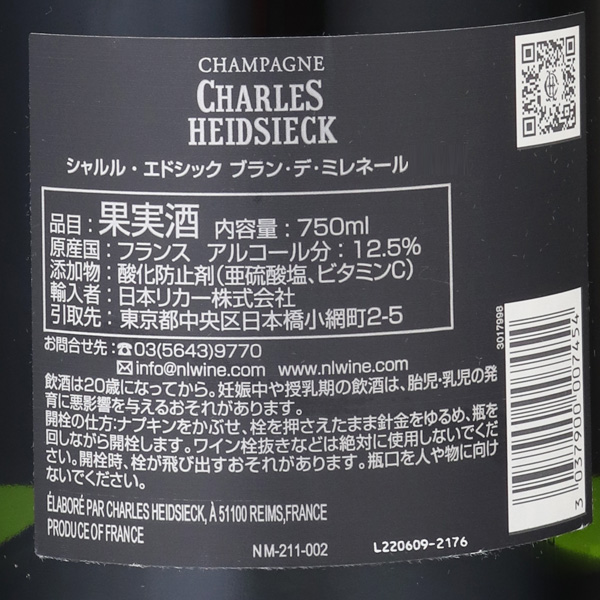 CHAMPAGNE
CHARLES
HEIDSIECK
シャルル・エドシック ブラン・デ・ミレネール
品目：果実酒 内容量：750ml
原産国：フランス アルコール分：12.5%
添加物：酸化防止剤（亜硫酸塩、ビタミンC）
輸入者：日本リカー株式会社
引取先：東京都中央区日本橋小網町2-5
お問合せ先：☎03(5643)9770
✉info@nlwine.com www.nlwine.com
飲酒は20歳になってから。妊娠中や授乳期の飲酒は、胎児・乳児の発
育に悪影響を与えるおそれがあります。
開栓の仕方：ナプキンをかぶせ、栓を押さえたまま針金をゆるめ、瓶を
回しながら開栓します。ワイン栓抜きなどは絶対に使用しないでくだ
さい。開栓時、栓が飛び出すおそれがあります。瓶口を人や物に向け
ないでください。
ÉLABORÉ PAR CHARLES HEIDSIECK, À 51100 REIMS, FRANCE
PRODUCE OF FRANCE
NM-211-002
L220609-2176
3017998
3 037900 007454